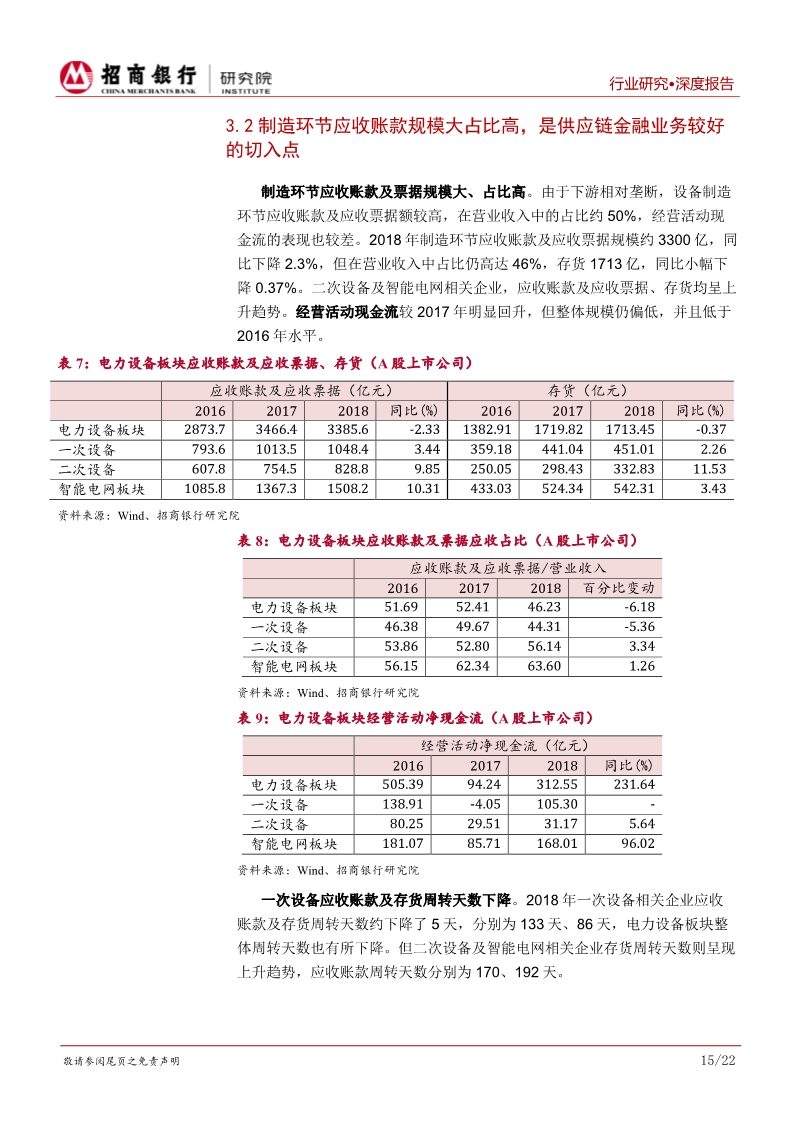 招商银行 研究院
CHINA MERCHANTS BANK INSTITUTE
行业研究•深度报告
3.2 制造环节应收账款规模大占比高，是供应链金融业务较好
的切入点
制造环节应收账款及票据规模大、占比高。由于下游相对垄断，设备制造
环节应收账款及应收票据额较高，在营业收入中的占比约 50%，经营活动现
金流的表现也较差。2018 年制造环节应收账款及应收票据规模约 3300 亿，同
比下降 2.3%，但在营业收入中占比仍高达 46%，存货 1713 亿，同比小幅下
降 0.37%。二次设备及智能电网相关企业，应收账款及应收票据、存货均呈上
升趋势。经营活动现金流较 2017 年明显回升，但整体规模仍偏低，并且低于
2016 年水平。
表 7：电力设备板块应收账款及应收票据、存货（A 股上市公司）
应收账款及应收票据（亿元） 存货（亿元）
2016 2017 2018 同比(%) 2016 2017 2018 同比(%)
电力设备板块 2873.7 3466.4 3385.6 -2.33 1382.91 1719.82 1713.45 -0.37
一次设备 793.6 1013.5 1048.4 3.44 359.18 441.04 451.01 2.26
二次设备 607.8 754.5 828.8 9.85 250.05 298.43 332.83 11.53
智能电网板块 1085.8 1367.3 1508.2 10.31 433.03 524.34 542.31 3.43
资料来源：Wind、招商银行研究院
表 8：电力设备板块应收账款及票据应收占比（A 股上市公司）
应收账款及应收票据/营业收入
2016 2017 2018 百分比变动
电力设备板块 51.69 52.41 46.23 -6.18
一次设备 46.38 49.67 44.31 -5.36
二次设备 53.86 52.80 56.14 3.34
智能电网板块 56.15 62.34 63.60 1.26
资料来源：Wind、招商银行研究院
表 9：电力设备板块经营活动净现金流（A 股上市公司）
经营活动净现金流（亿元）
2016 2017 2018 同比(%)
电力设备板块 505.39 94.24 312.55 231.64
一次设备 138.91 -4.05 105.30 -
二次设备 80.25 29.51 31.17 5.64
智能电网板块 181.07 85.71 168.01 96.02
资料来源：Wind、招商银行研究院
一次设备应收账款及存货周转天数下降。2018 年一次设备相关企业应收
账款及存货周转天数约下降了 5 天，分别为 133 天、86 天，电力设备板块整
体周转天数也有所下降。但二次设备及智能电网相关企业存货周转天数则呈现
上升趋势，应收账款周转天数分别为 170、192 天。
敬请参阅尾页之免责声明 15/22